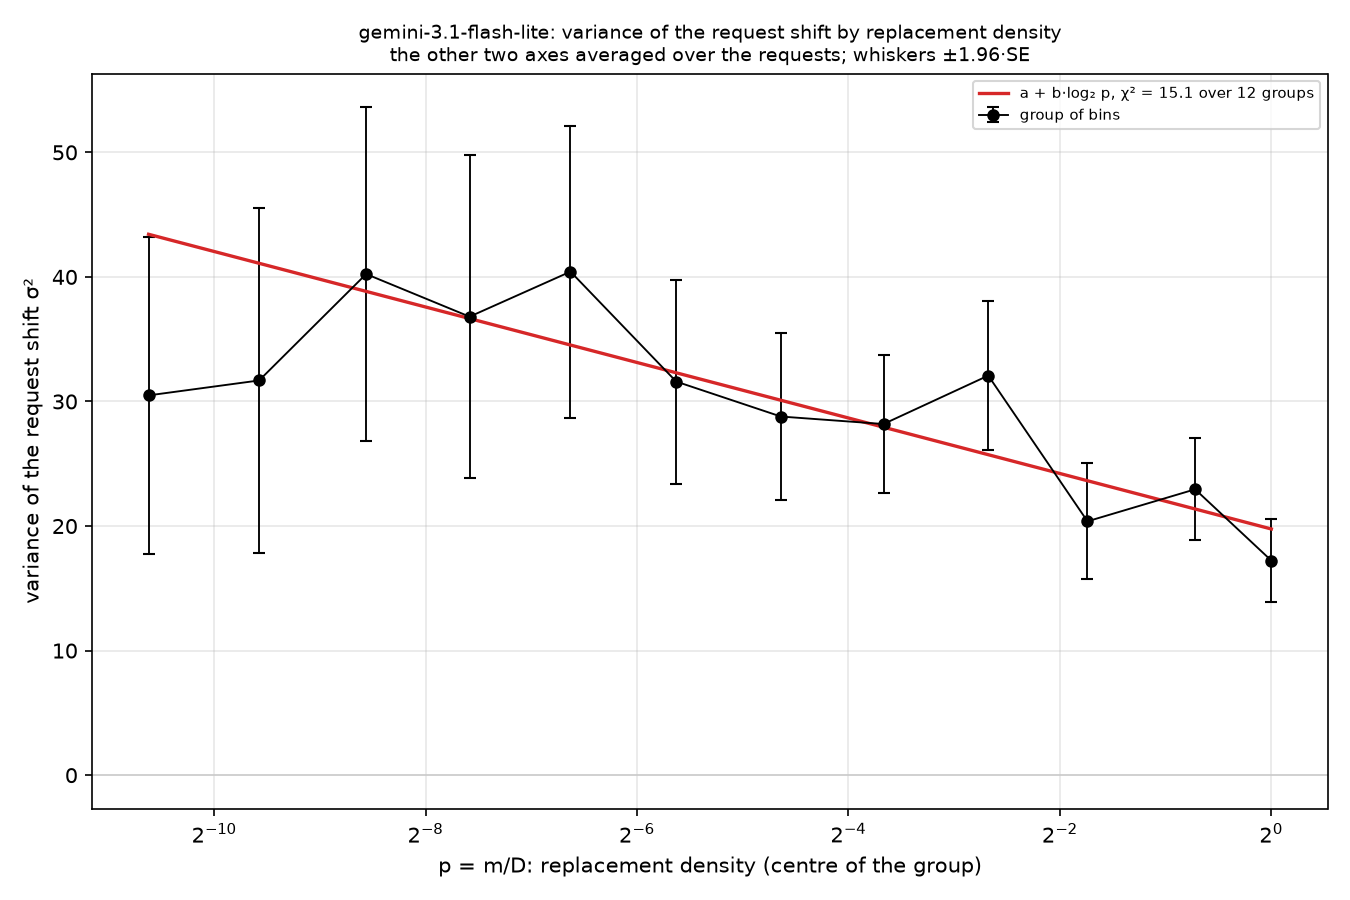 gemini-3.1-flash-lite: variance of the request shift by replacement density
the other two axes averaged over the requests; whiskers ±1.96·SE
a + b·log₂ p, χ² = 15.1 over 12 groups
group of bins
variance of the request shift σ²
50
40
30
20
10
0
2⁻¹⁰ 2⁻⁸ 2⁻⁶ 2⁻⁴ 2⁻² 2⁰
p = m/D: replacement density (centre of the group)